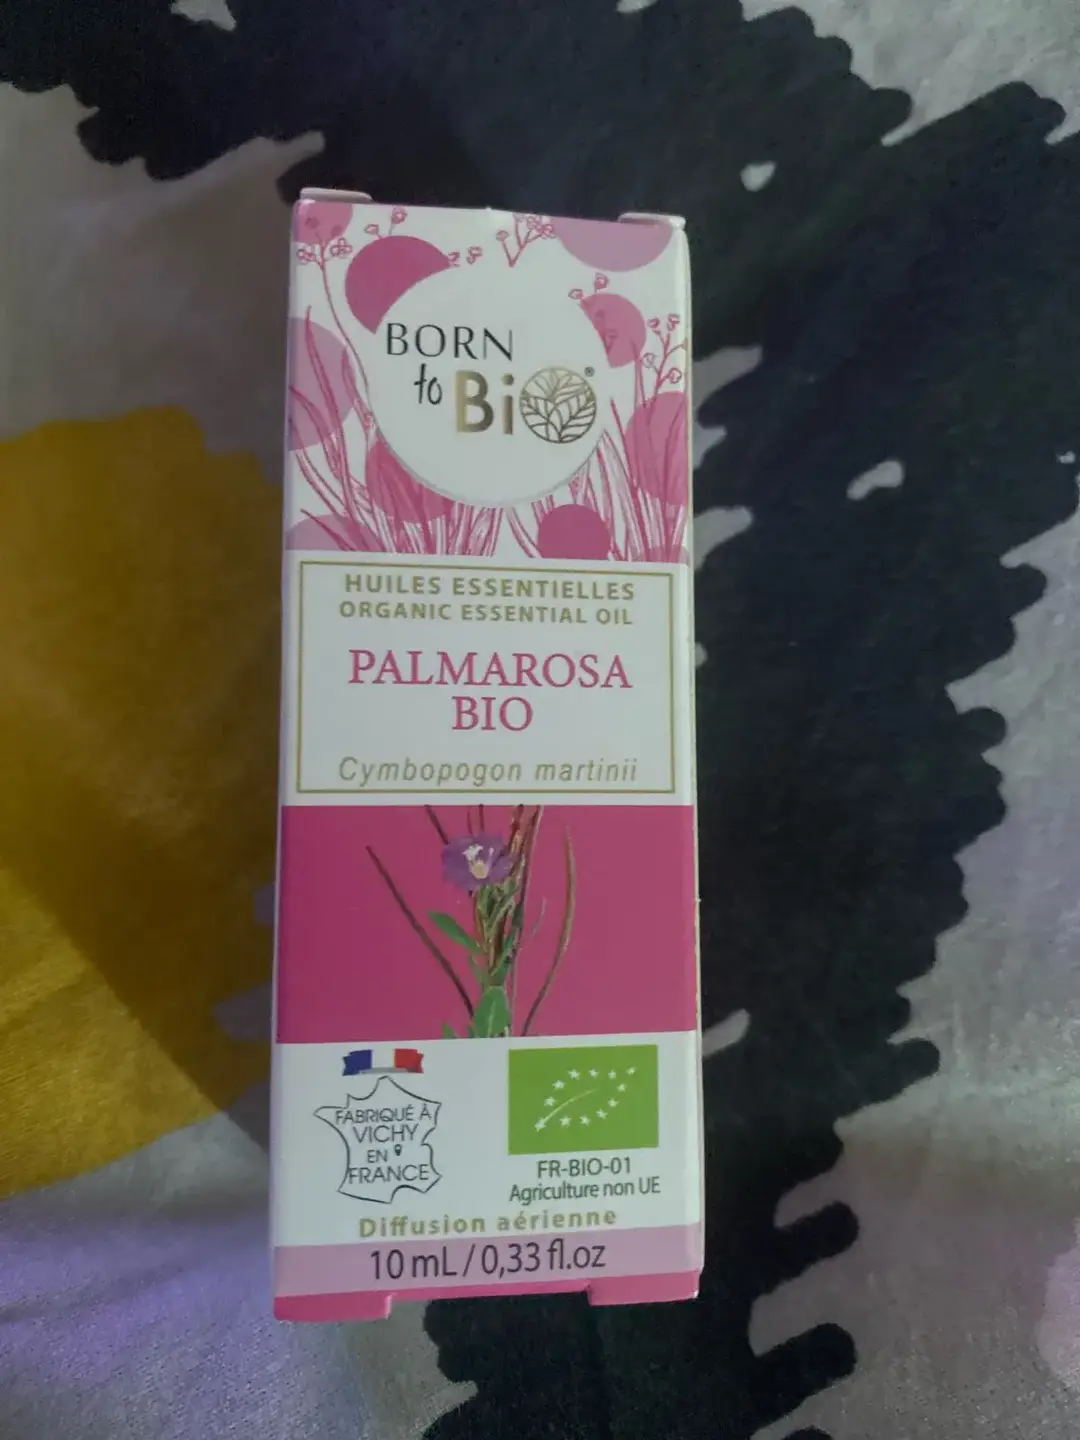 BORN
to BiO®
HUILES ESSENTIELLES
ORGANIC ESSENTIAL OIL
PALMAROSA
BIO
Cymbopogon martinii
FABRIQUÉ À
VICHY
EN
FRANCE
FR-BIO-01
Agriculture non UE
Diffusion aérienne
10 mL / 0,33 fl.oz